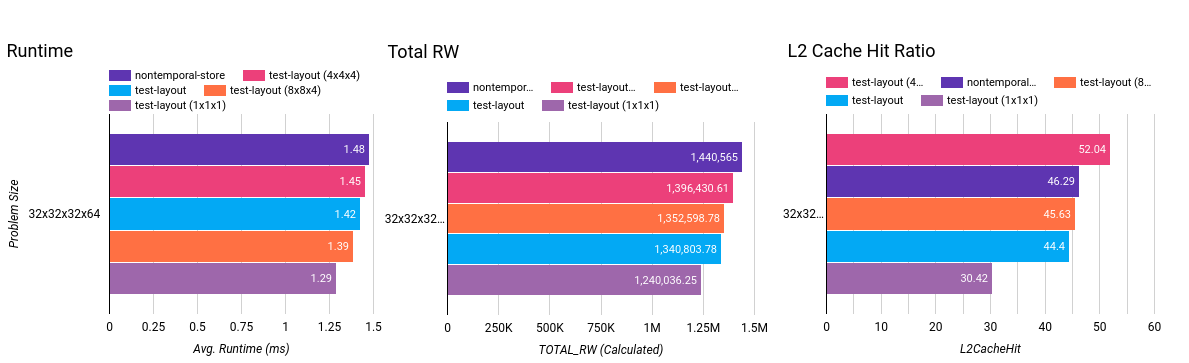 Runtime
nontemporal-store test-layout (4x4x4)
test-layout test-layout (8x8x4)
test-layout (1x1x1)
Problem Size
32x32x32x64
1.48
1.45
1.42
1.39
1.29
0 0.25 0.5 0.75 1 1.25 1.5
Avg. Runtime (ms)
Total RW
nontempor... test-layout... test-layout...
test-layout test-layout (1x1x1)
32x32x32...
1,440,565
1,396,430.61
1,352,598.78
1,340,803.78
1,240,036.25
0 250K 500K 750K 1M 1.25M 1.5M
TOTAL_RW (Calculated)
L2 Cache Hit Ratio
test-layout (4... nontemporal... test-layout (8...
test-layout test-layout (1x1x1)
32x32...
52.04
46.29
45.63
44.4
30.42
0 10 20 30 40 50 60
L2CacheHit